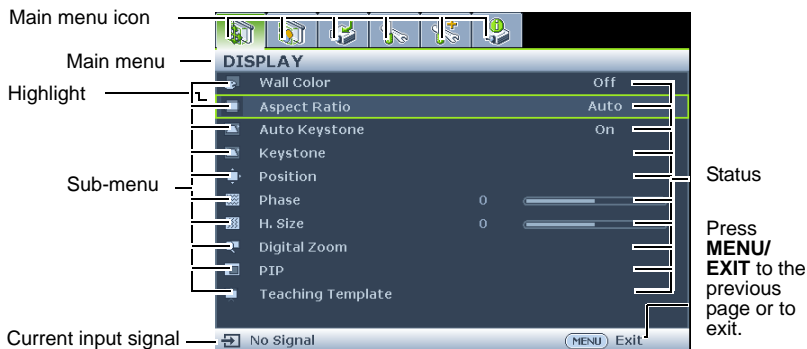 Main menu icon
Main menu
DISPLAY
Highlight
Wall Color Off
Aspect Ratio Auto
Auto Keystone On
Keystone
Sub-menu
Position
Phase 0
H. Size 0
Digital Zoom
PIP
Teaching Template
Status
Press
MENU/
EXIT to the
previous
page or to
exit.
Current input signal
No Signal
MENU Exit